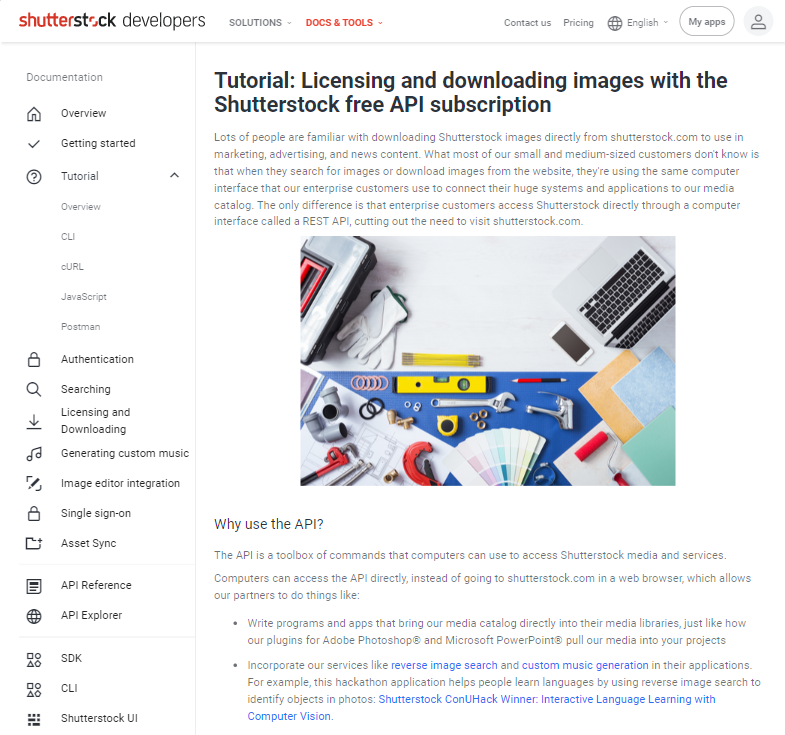 shutterstock developers
SOLUTIONS
DOCS & TOOLS
Contact us
Pricing
English
My apps
Documentation
Overview
Getting started
Tutorial
Overview
CLI
cURL
JavaScript
Postman
Authentication
Searching
Licensing and
Downloading
Generating custom music
Image editor integration
Single sign-on
Asset Sync
API Reference
API Explorer
SDK
CLI
Shutterstock UI
Tutorial: Licensing and downloading images with the
Shutterstock free API subscription
Lots of people are familiar with downloading Shutterstock images directly from shutterstock.com to use in
marketing, advertising, and news content. What most of our small and medium-sized customers don't know is
that when they search for images or download images from the website, they're using the same computer
interface that our enterprise customers use to connect their huge systems and applications to our media
catalog. The only difference is that enterprise customers access Shutterstock directly through a computer
interface called a REST API, cutting out the need to visit shutterstock.com.
Why use the API?
The API is a toolbox of commands that computers can use to access Shutterstock media and services.
Computers can access the API directly, instead of going to shutterstock.com in a web browser, which allows
our partners to do things like:
• Write programs and apps that bring our media catalog directly into their media libraries, just like how
our plugins for Adobe Photoshop® and Microsoft PowerPoint® pull our media into your projects
• Incorporate our services like reverse image search and custom music generation in their applications.
For example, this hackathon application helps people learn languages by using reverse image search to
identify objects in photos: Shutterstock ConUHack Winner: Interactive Language Learning with
Computer Vision.